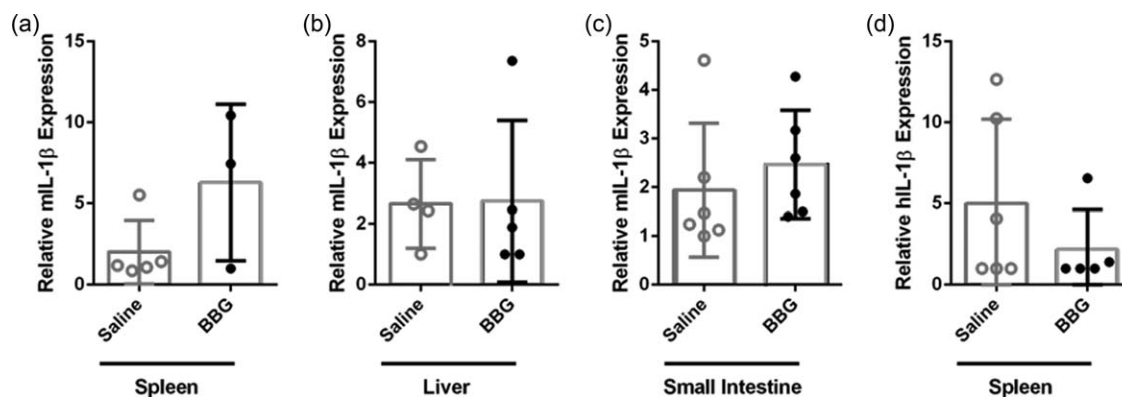 (a)
Relative mIL-1β Expression
15
10
5
0
Saline
BBG
Spleen
(b)
Relative mIL-1β Expression
8
6
4
2
0
Saline
BBG
Liver
(c)
Relative mIL-1β Expression
5
4
3
2
1
0
Saline
BBG
Small Intestine
(d)
Relative hIL-1β Expression
15
10
5
0
Saline
BBG
Spleen